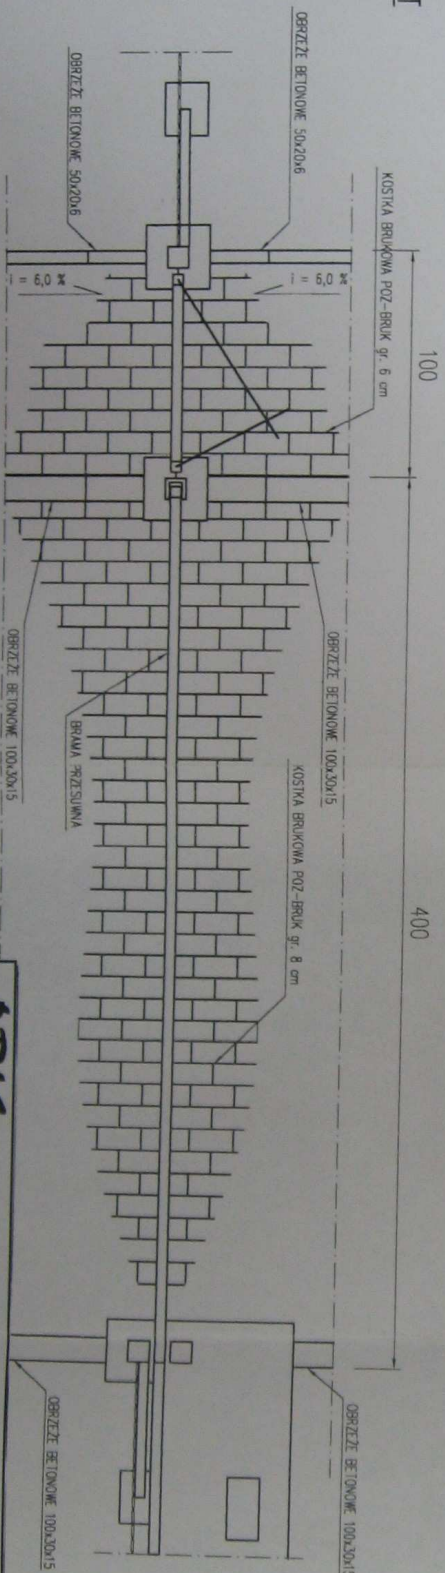 OBRZEŻE BETONOWE 50x20x6
OBRZEŻE BETONOWE 50x20x6
KOSTKA BRUKOWA POZ-BRUK gr. 6 cm
100
400
i = 6,0 %
i = 6,0 %
OBRZEŻE BETONOWE 100x30x15
OBRZEŻE BETONOWE 100x30x15
BRAMA PRZESUWNA
KOSTKA BRUKOWA POZ-BRUK gr. 8 cm
OBRZEŻE BETONOWE 100x30x15
OBRZEŻE BETONOWE 100x30x15